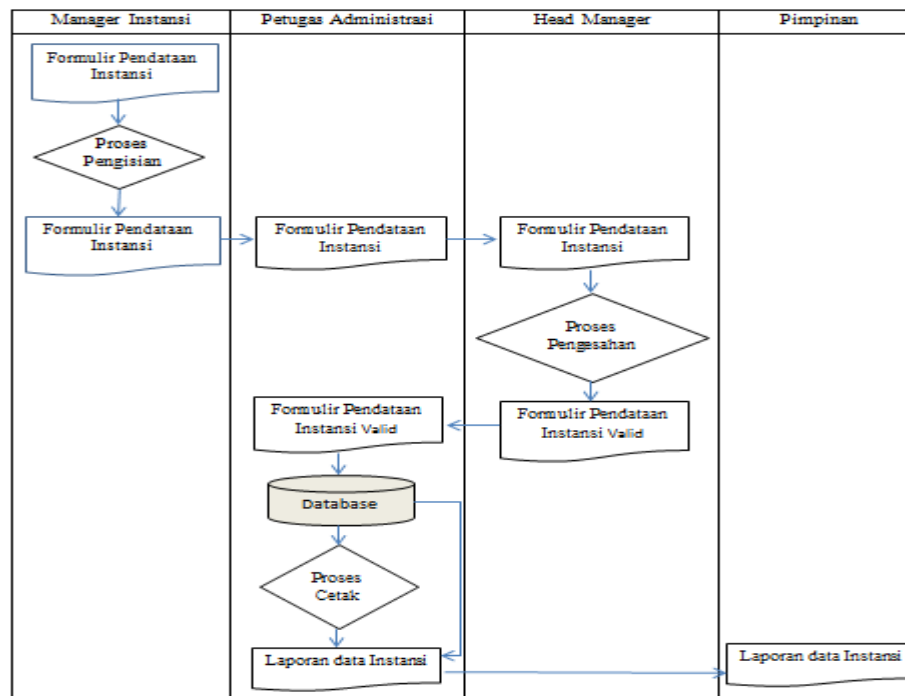 Manager Instansi
Petugas Administrasi
Head Manager
Pimpinan
Formulir Pendataan
Instansi
Proses
Pengisian
Formulir Pendataan
Instansi
Formulir Pendataan
Instansi
Formulir Pendataan
Instansi
Proses
Pengesahan
Formulir Pendataan
Instansi Valid
Formulir Pendataan
Instansi Valid
Database
Proses
Cetak
Laporan data Instansi
Laporan data Instansi